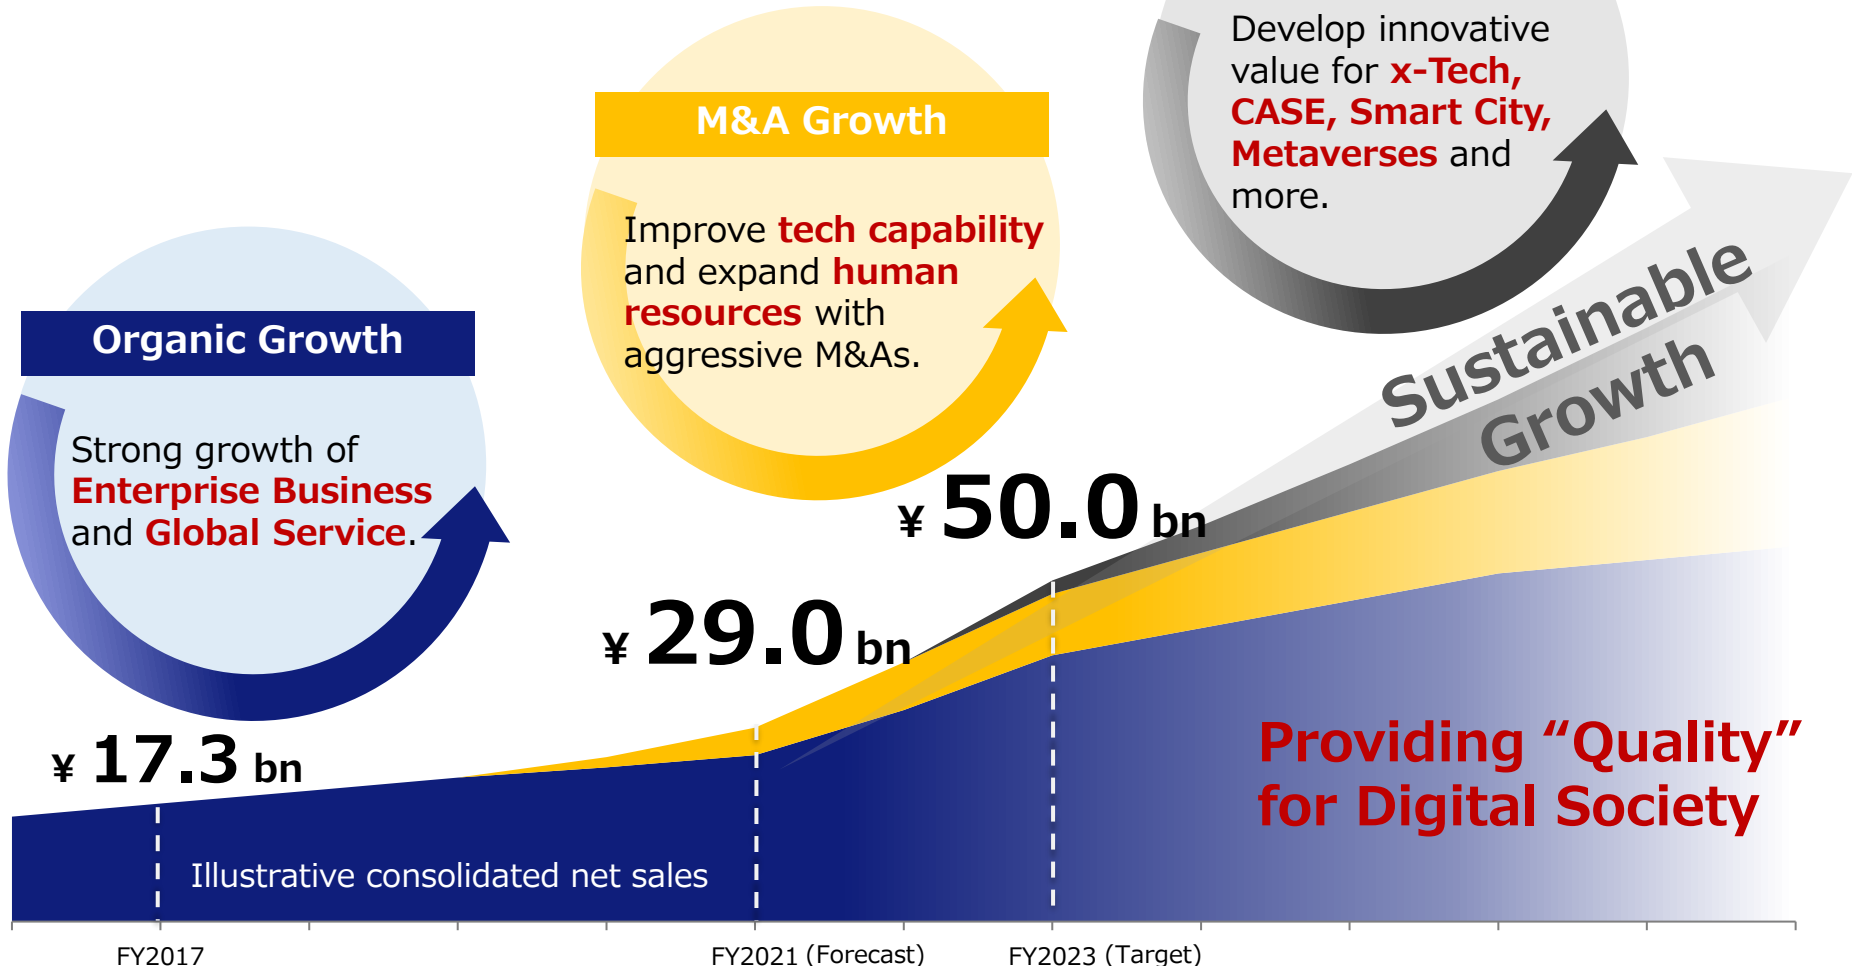 Organic Growth
Strong growth of
Enterprise Business
and Global Service.
M&A Growth
Improve tech capability
and expand human
resources with
aggressive M&As.
Develop innovative
value for x-Tech,
CASE, Smart City,
Metaverses and
more.
Sustainable
Growth
¥ 17.3 bn
¥ 29.0 bn
¥ 50.0 bn
Providing “Quality”
for Digital Society
Illustrative consolidated net sales
FY2017
FY2021 (Forecast)
FY2023 (Target)